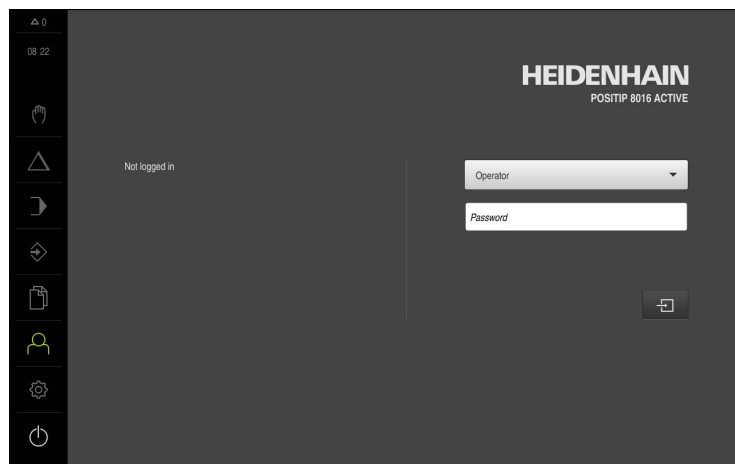 0
08 22
HEIDENHAIN
POSITIP 8016 ACTIVE
Not logged in
Operator
Password